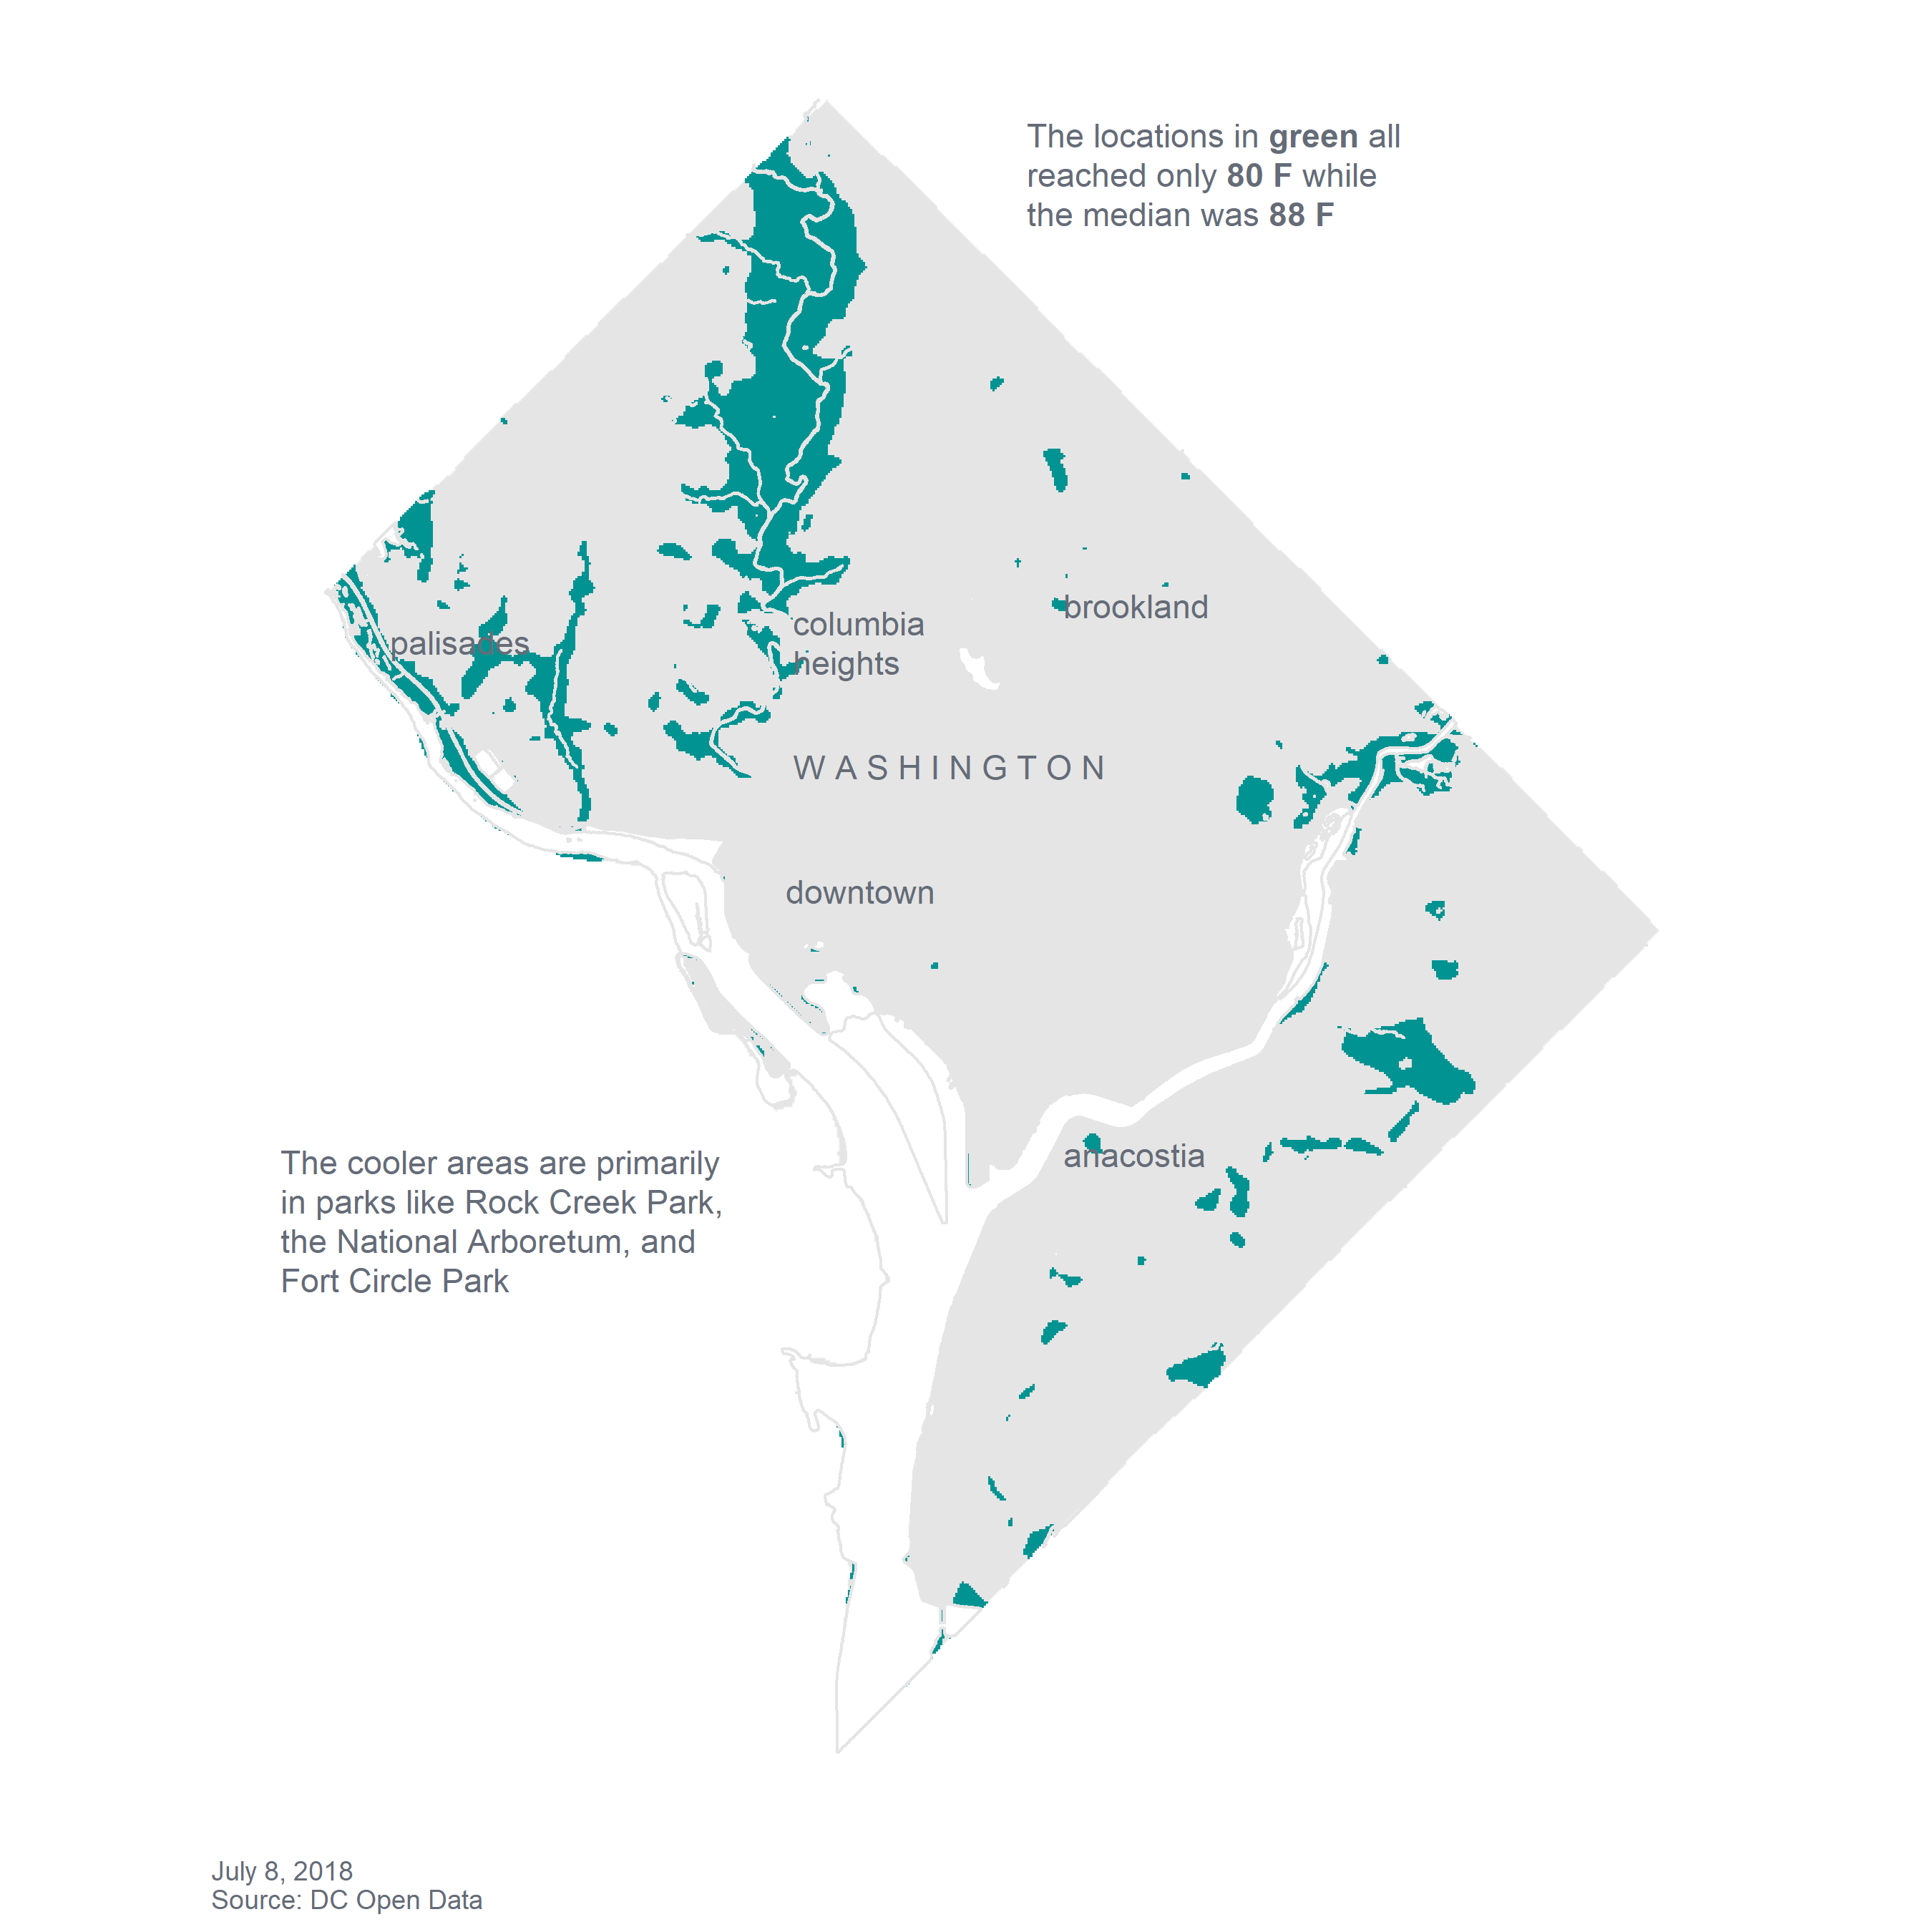 The locations in green all
reached only 80 F while
the median was 88 F
brookland
columbia
heights
palisades
WASHINGTON
downtown
anacostia
The cooler areas are primarily
in parks like Rock Creek Park,
the National Arboretum, and
Fort Circle Park
July 8, 2018
Source: DC Open Data